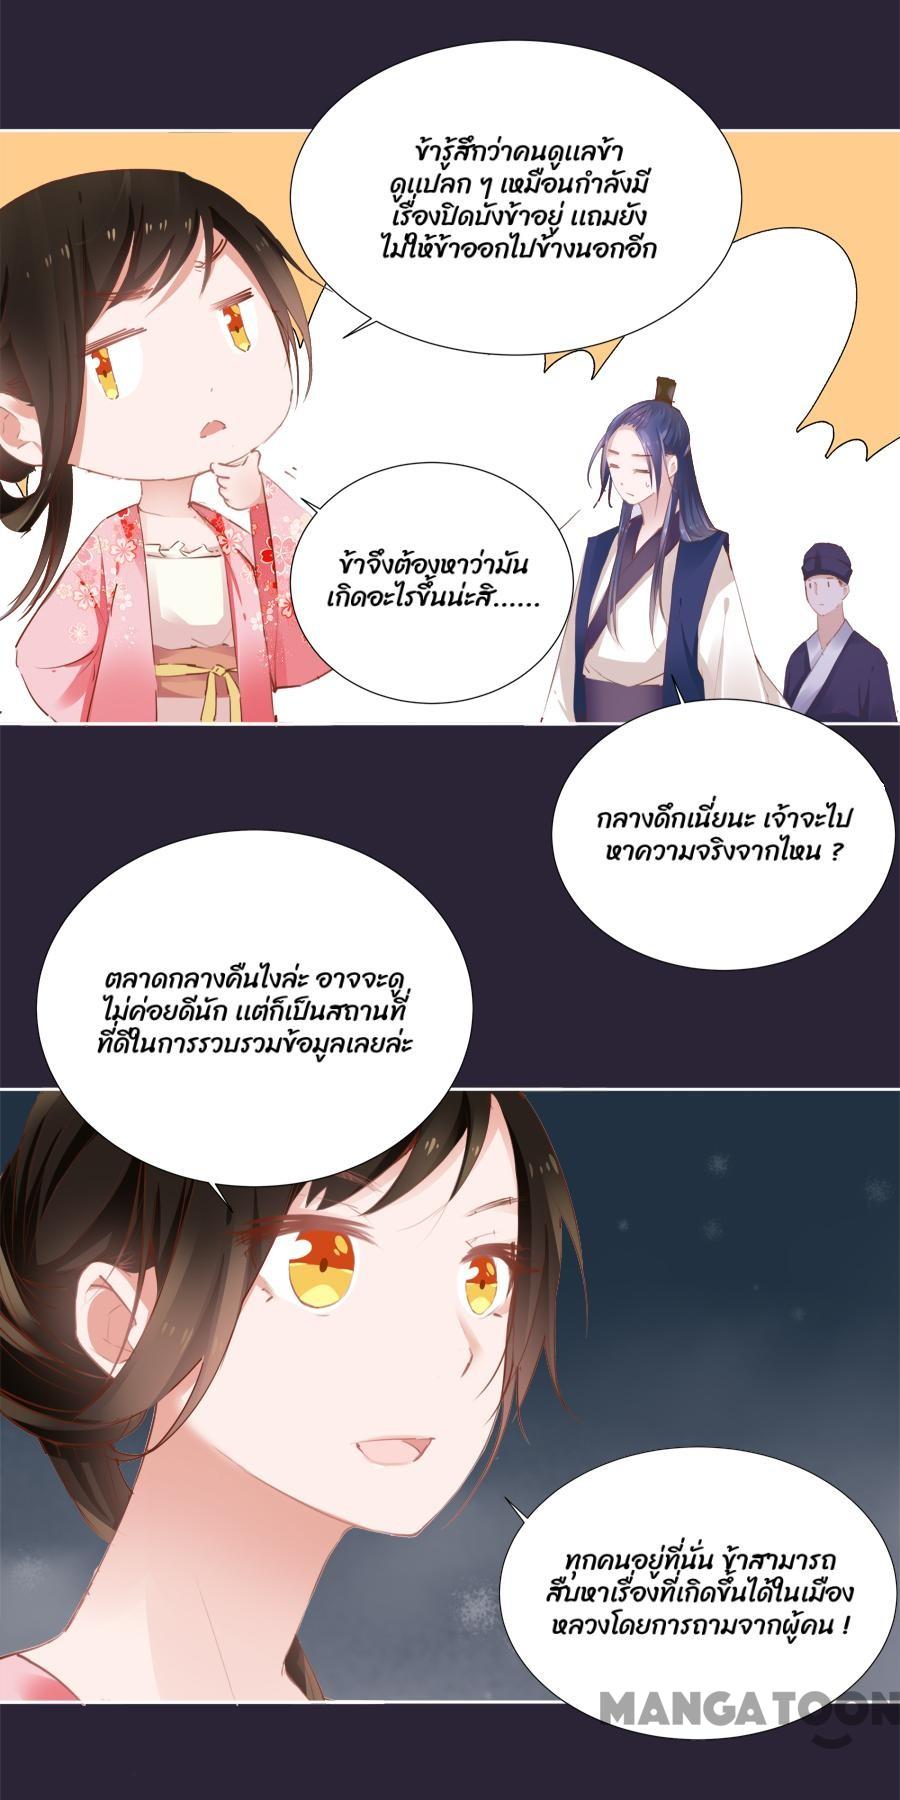 ข้ารู้สึกว่าคนดูแลข้า
ดูแปลก ๆ เหมือนกำลังมี
เรื่องปิดบังข้าอยู่ แถมยัง
ไม่ให้ข้าออกไปข้างนอกอีก
ข้าจึงต้องหาว่ามัน
เกิดอะไรขึ้นน่ะสิ......
กลางดึกเนี่ยนะ เจ้าจะไป
หาความจริงจากไหน ?
ตลาดกลางคืนไงล่ะ อาจจะดู
ไม่ค่อยดีนัก แต่ก็เป็นสถานที่
ที่ดีในการรวบรวมข้อมูลเลยล่ะ
ทุกคนอยู่ที่นั่น ข้าสามารถ
สืบหาเรื่องที่เกิดขึ้นได้ในเมือง
หลวงโดยการถามจากผู้คน !
MANGATOON